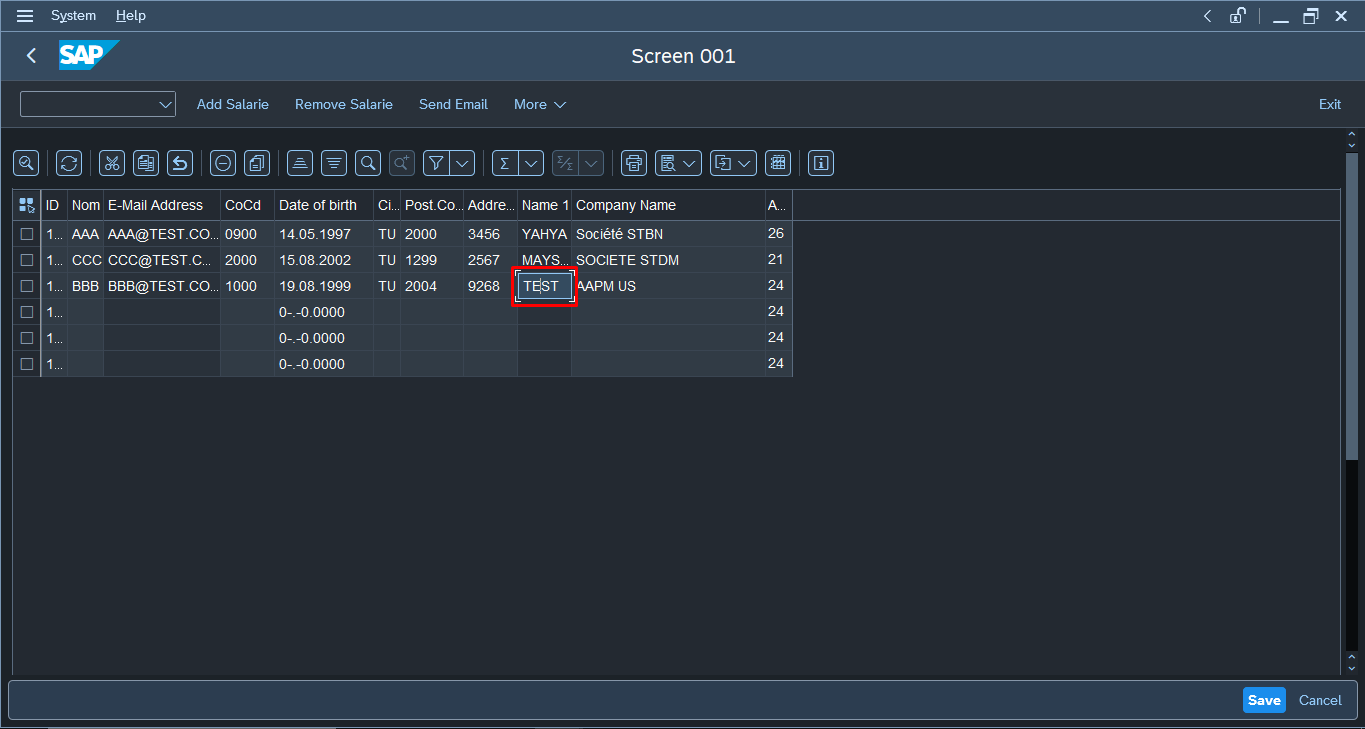 System Help
SAP Screen 001
Add Salarie Remove Salarie Send Email More Exit
ID Nom E-Mail Address CoCd Date of birth Ci... Post.Co... Addre... Name 1 Company Name A...
1... AAA AAA@TEST.CO... 0900 14.05.1997 TU 2000 3456 YAHYA Société STBN 26
1... CCC CCC@TEST.C... 2000 15.08.2002 TU 1299 2567 MAYS... SOCIETE STDM 21
1... BBB BBB@TEST.CO... 1000 19.08.1999 TU 2004 9268 TEST AAPM US 24
1... 0-.-0.0000 24
1... 0-.-0.0000 24
1... 0-.-0.0000 24
Save Cancel